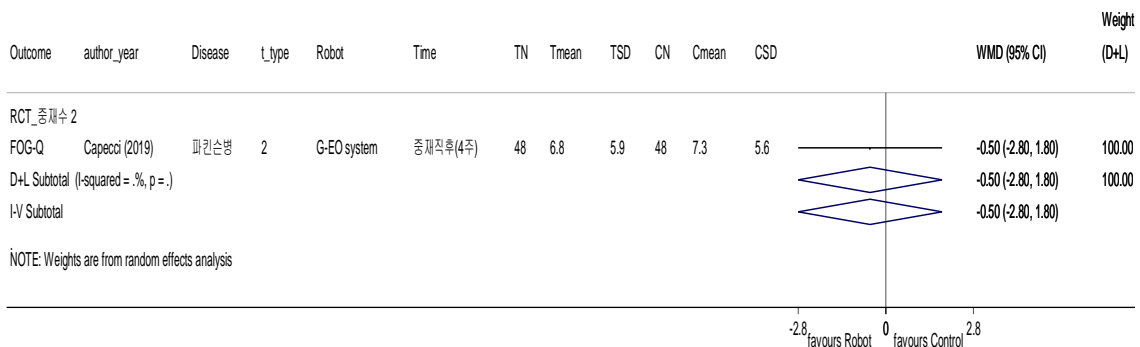 Weight
Outcome author_year Disease t_type Robot Time TN Tmean TSD CN Cmean CSD WMD (95% CI) (D+L)
RCT_중재수 2
FOG-Q Capecci (2019) 파킨슨병 2 G-EO system 중재직후(4주) 48 6.8 5.9 48 7.3 5.6 -0.50 (-2.80, 1.80) 100.00
D+L Subtotal (I-squared = .%, p = .) -0.50 (-2.80, 1.80) 100.00
I-V Subtotal -0.50 (-2.80, 1.80)
NOTE: Weights are from random effects analysis
-2.8 favours Robot 0 favours Control 2.8